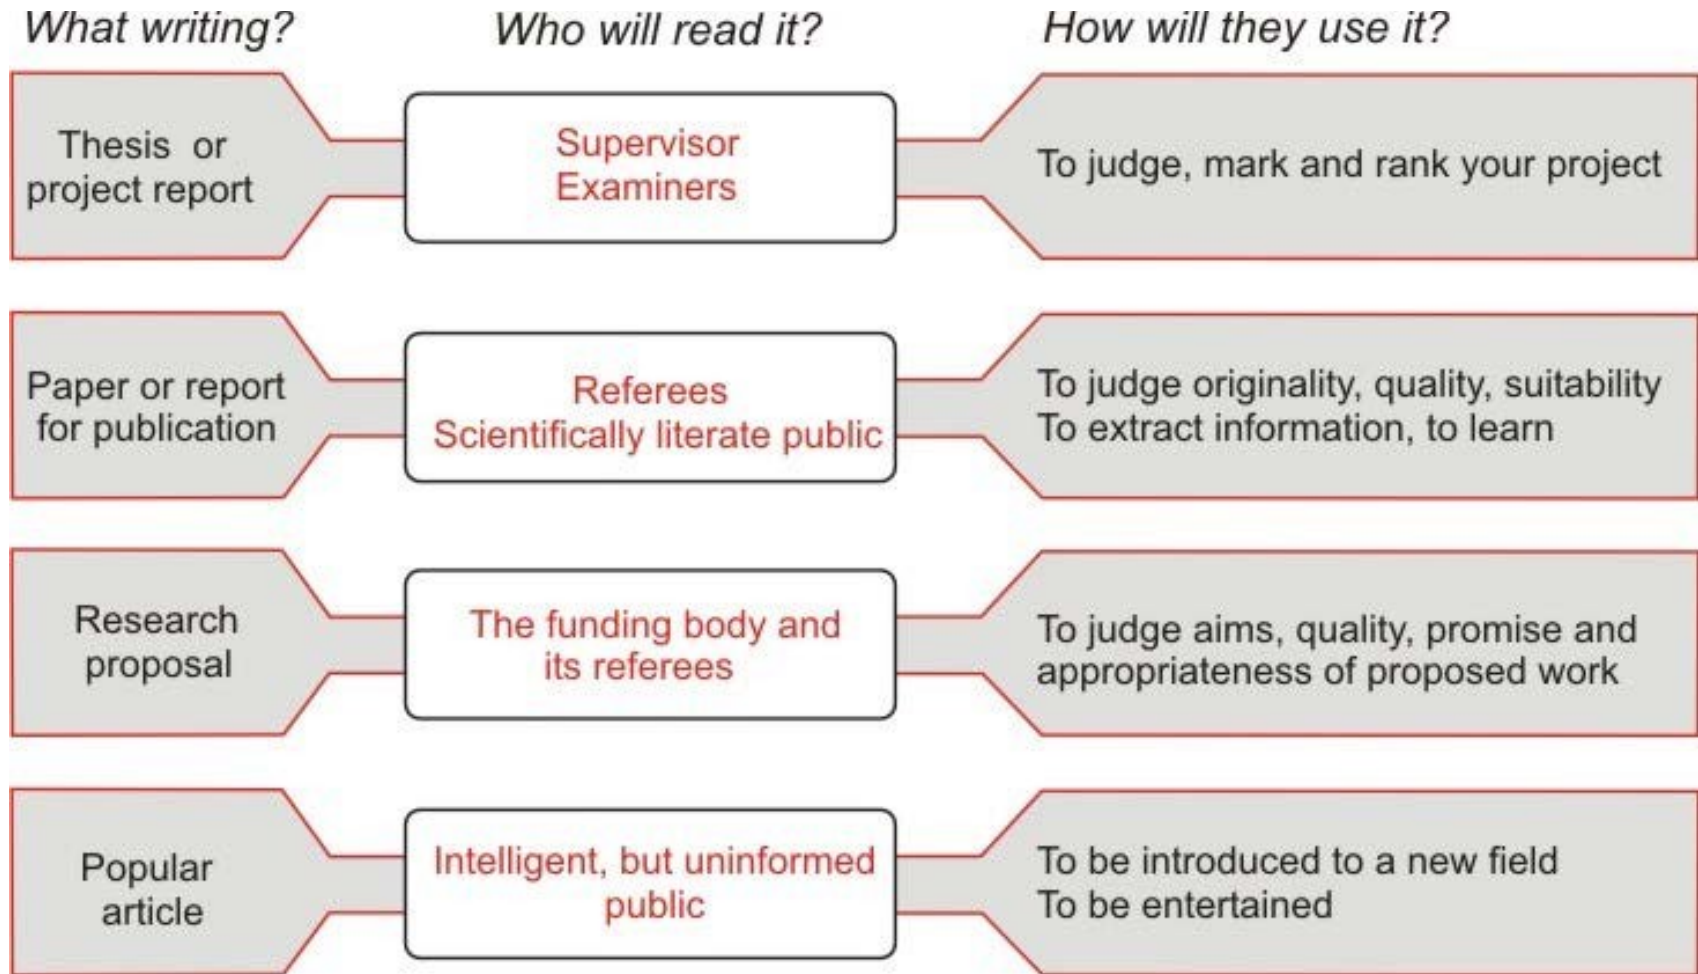 What writing?
Who will read it?
How will they use it?
Thesis or
project report
Supervisor
Examiners
To judge, mark and rank your project
Paper or report
for publication
Referees
Scientifically literate public
To judge originality, quality, suitability
To extract information, to learn
Research
proposal
The funding body and
its referees
To judge aims, quality, promise and
appropriateness of proposed work
Popular
article
Intelligent, but uninformed
public
To be introduced to a new field
To be entertained